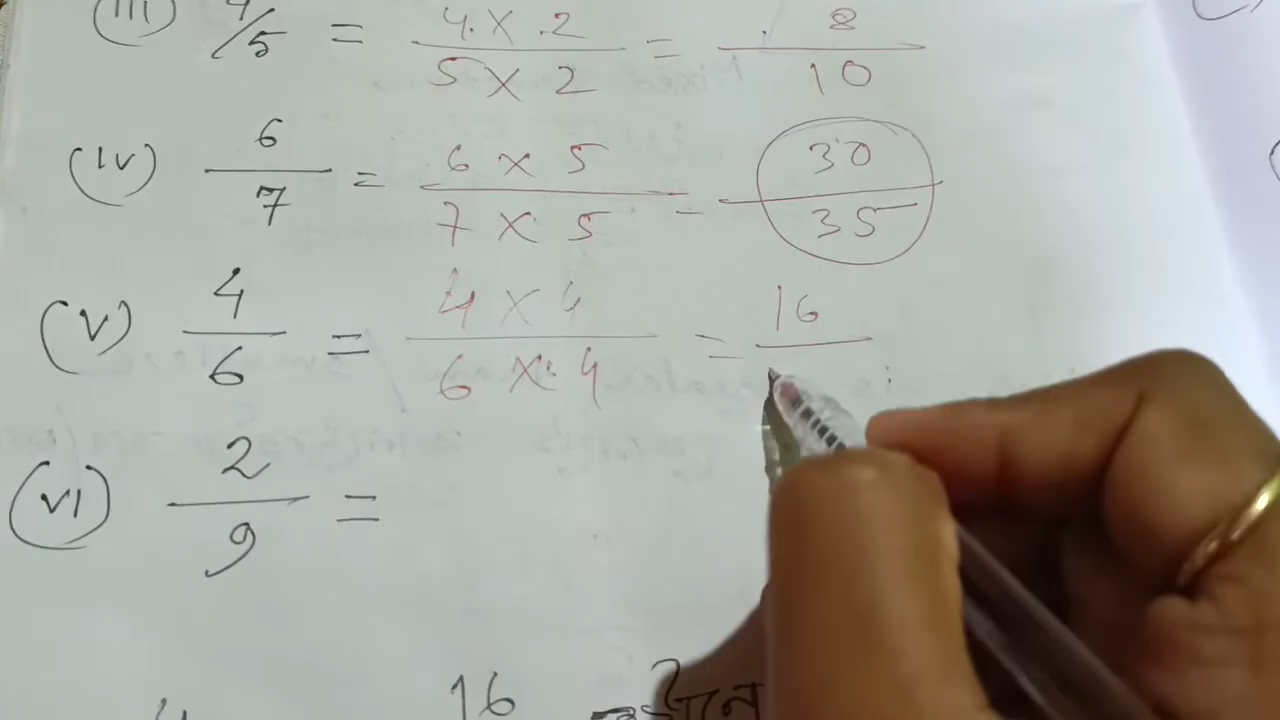 (iii) 4/5 = 4 x 2 / 5 x 2 = 8 / 10
(iv) 6 / 7 = 6 x 5 / 7 x 5 = 30 / 35
(v) 4 / 6 = 4 x 4 / 6 x 4 = 16 /
(vi) 2 / 9 =
16